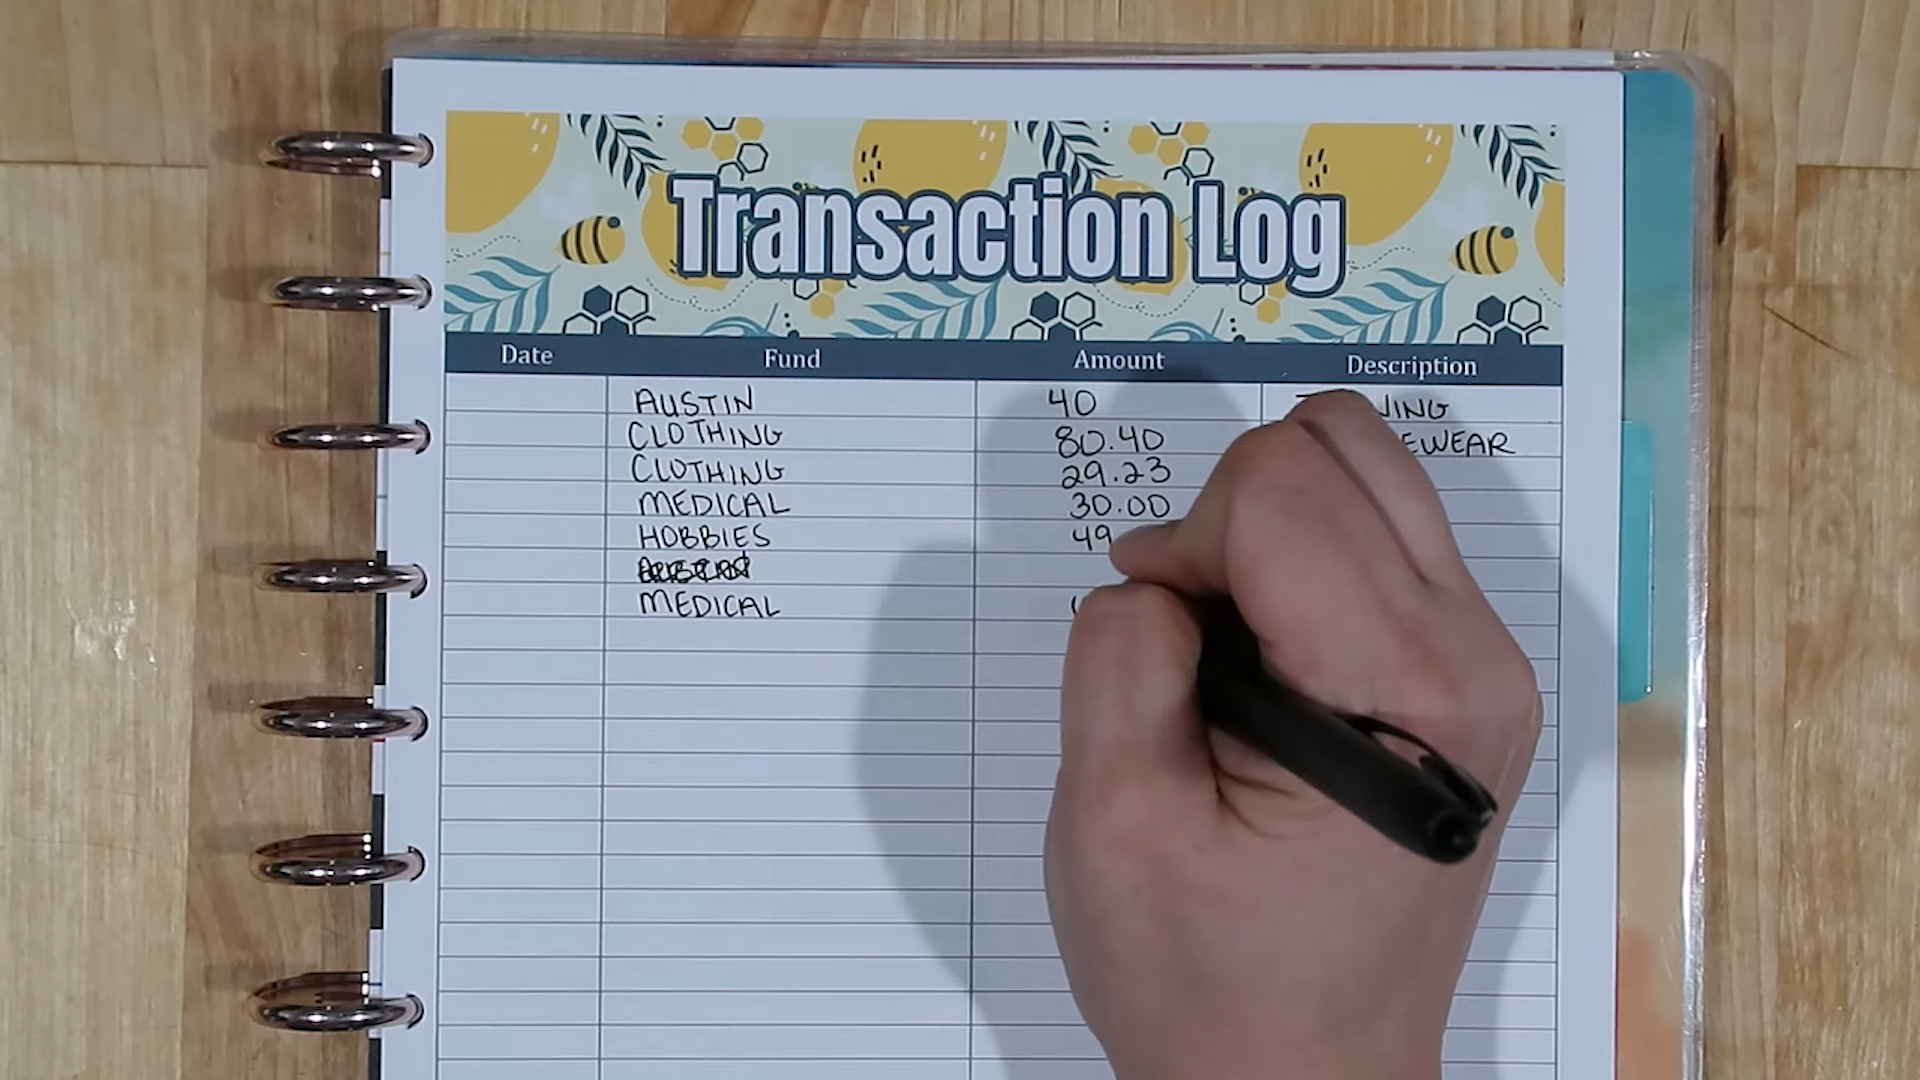 Transaction Log
Date Fund Amount Description
AUSTIN 40
CLOTHING 80.40
CLOTHING 29.23
MEDICAL 30.00
HOBBIES 49
MEDICAL